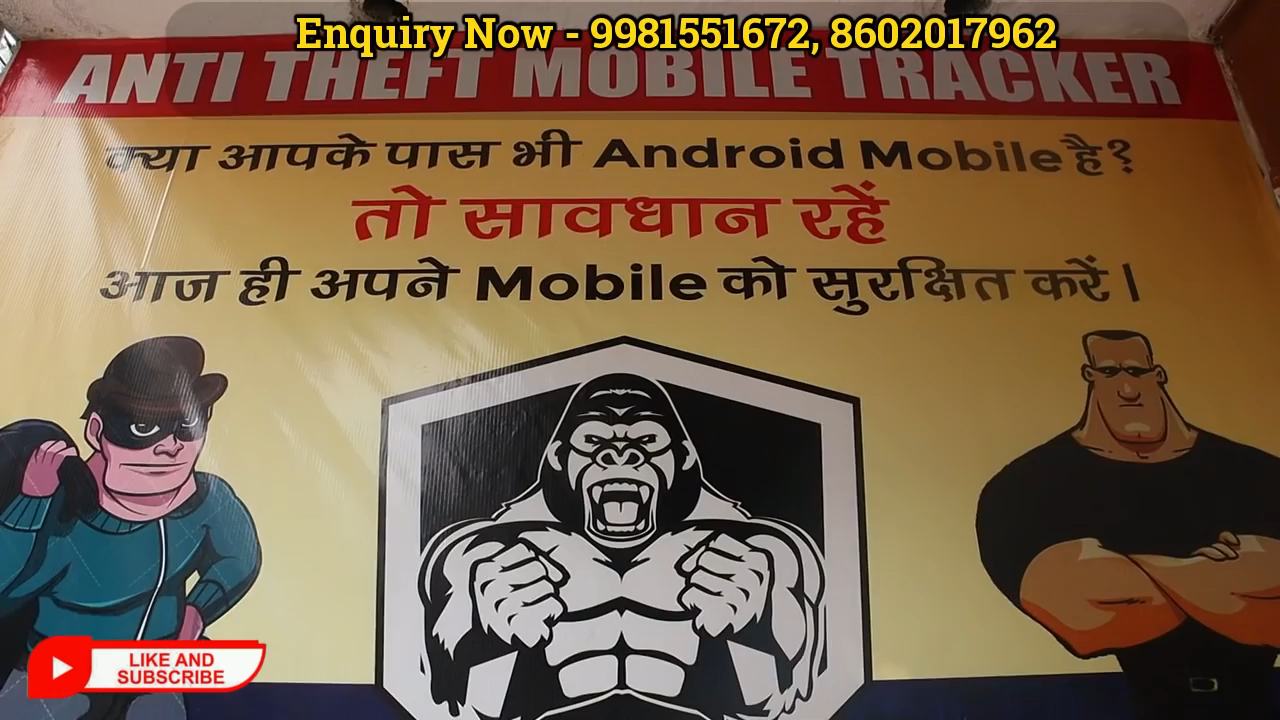 Enquiry Now - 9981551672, 8602017962
ANTI THEFT MOBILE TRACKER
क्या आपके पास भी Android Mobile है?
तो सावधान रहें
आज ही अपने Mobile को सुरक्षित करें।
LIKE AND
SUBSCRIBE